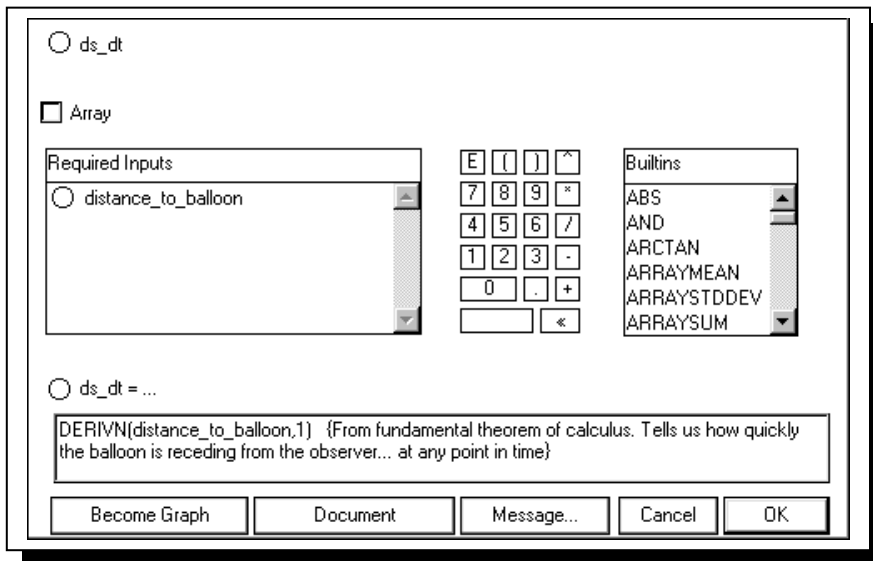 ds_dt
Array
Required Inputs
distance_to_balloon
E ( ) ^
7 8 9 *
4 5 6 /
1 2 3 -
0 . +
«
Builtins
ABS
AND
ARCTAN
ARRAYMEAN
ARRAYSTDDEV
ARRAYSUM
ds_dt = ...
DERIVN(distance_to_balloon,1) {From fundamental theorem of calculus. Tells us how quickly
the balloon is receding from the observer... at any point in time}
Become Graph Document Message... Cancel OK